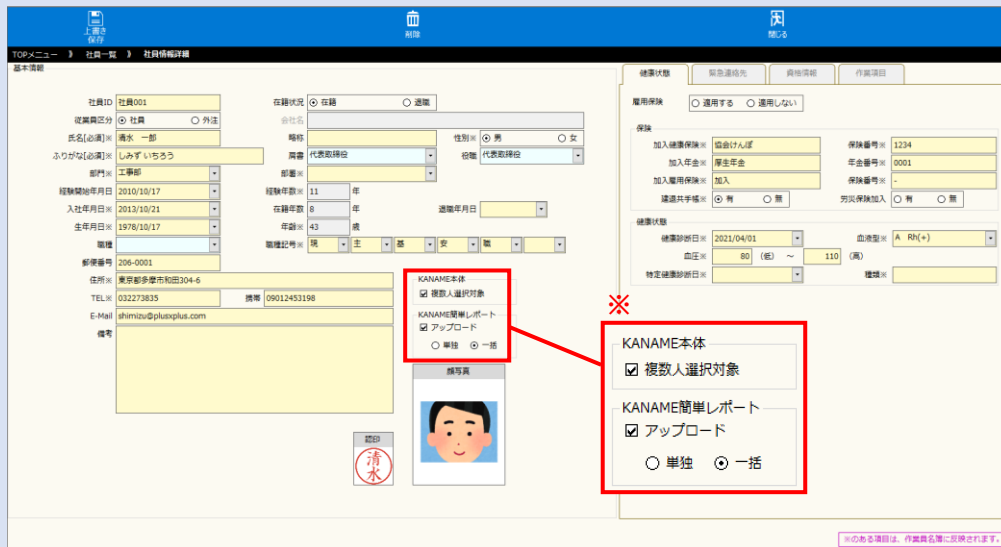 上書き
保存
削除
閉じる
TOPメニュー 》 社員一覧 》 社員情報詳細
基本情報
社員ID 社員001
在籍状況 在籍 退職
従業員区分 社員 外注
会社名
氏名[必須]※ 清水 一郎
略称
性別※ 男 女
ふりがな[必須]※ しみず いちろう
肩書 代表取締役
役職 代表取締役
部門※ 工事部
部署※
経験開始年月日 2010/10/17
経験年数※ 11 年
入社年月日※ 2013/10/21
在籍年数 8 年
退職年月日
生年月日※ 1978/10/17
年齢※ 43 歳
職種
職種記号※ 現 主 基 安 職
郵便番号 206-0001
住所※ 東京都多摩市和田304-6
TEL※ 032273835
携帯 09012453198
E-Mail shimizu@plusxplus.com
備考
KANAME本体
複数人選択対象
KANAME簡単レポート
アップロード
単独 一括
顔写真
認印
清水
健康状態 緊急連絡先 資格情報 作業項目
雇用保険 適用する 適用しない
保険
加入健康保険※ 協会けんぽ
保険番号※ 1234
加入年金※ 厚生年金
年金番号※ 0001
加入雇用保険※ 加入
保険番号※ -
建退共手帳※ 有 無
労災保険加入 有 無
健康状態
健康診断日※ 2021/04/01
血液型※ A Rh(+)
血圧※ 80 (低) ～ 110 (高)
特定健康診断日※
種類※
※
KANAME本体
複数人選択対象
KANAME簡単レポート
アップロード
単独 一括
※のある項目は、作業員名簿に反映されます。